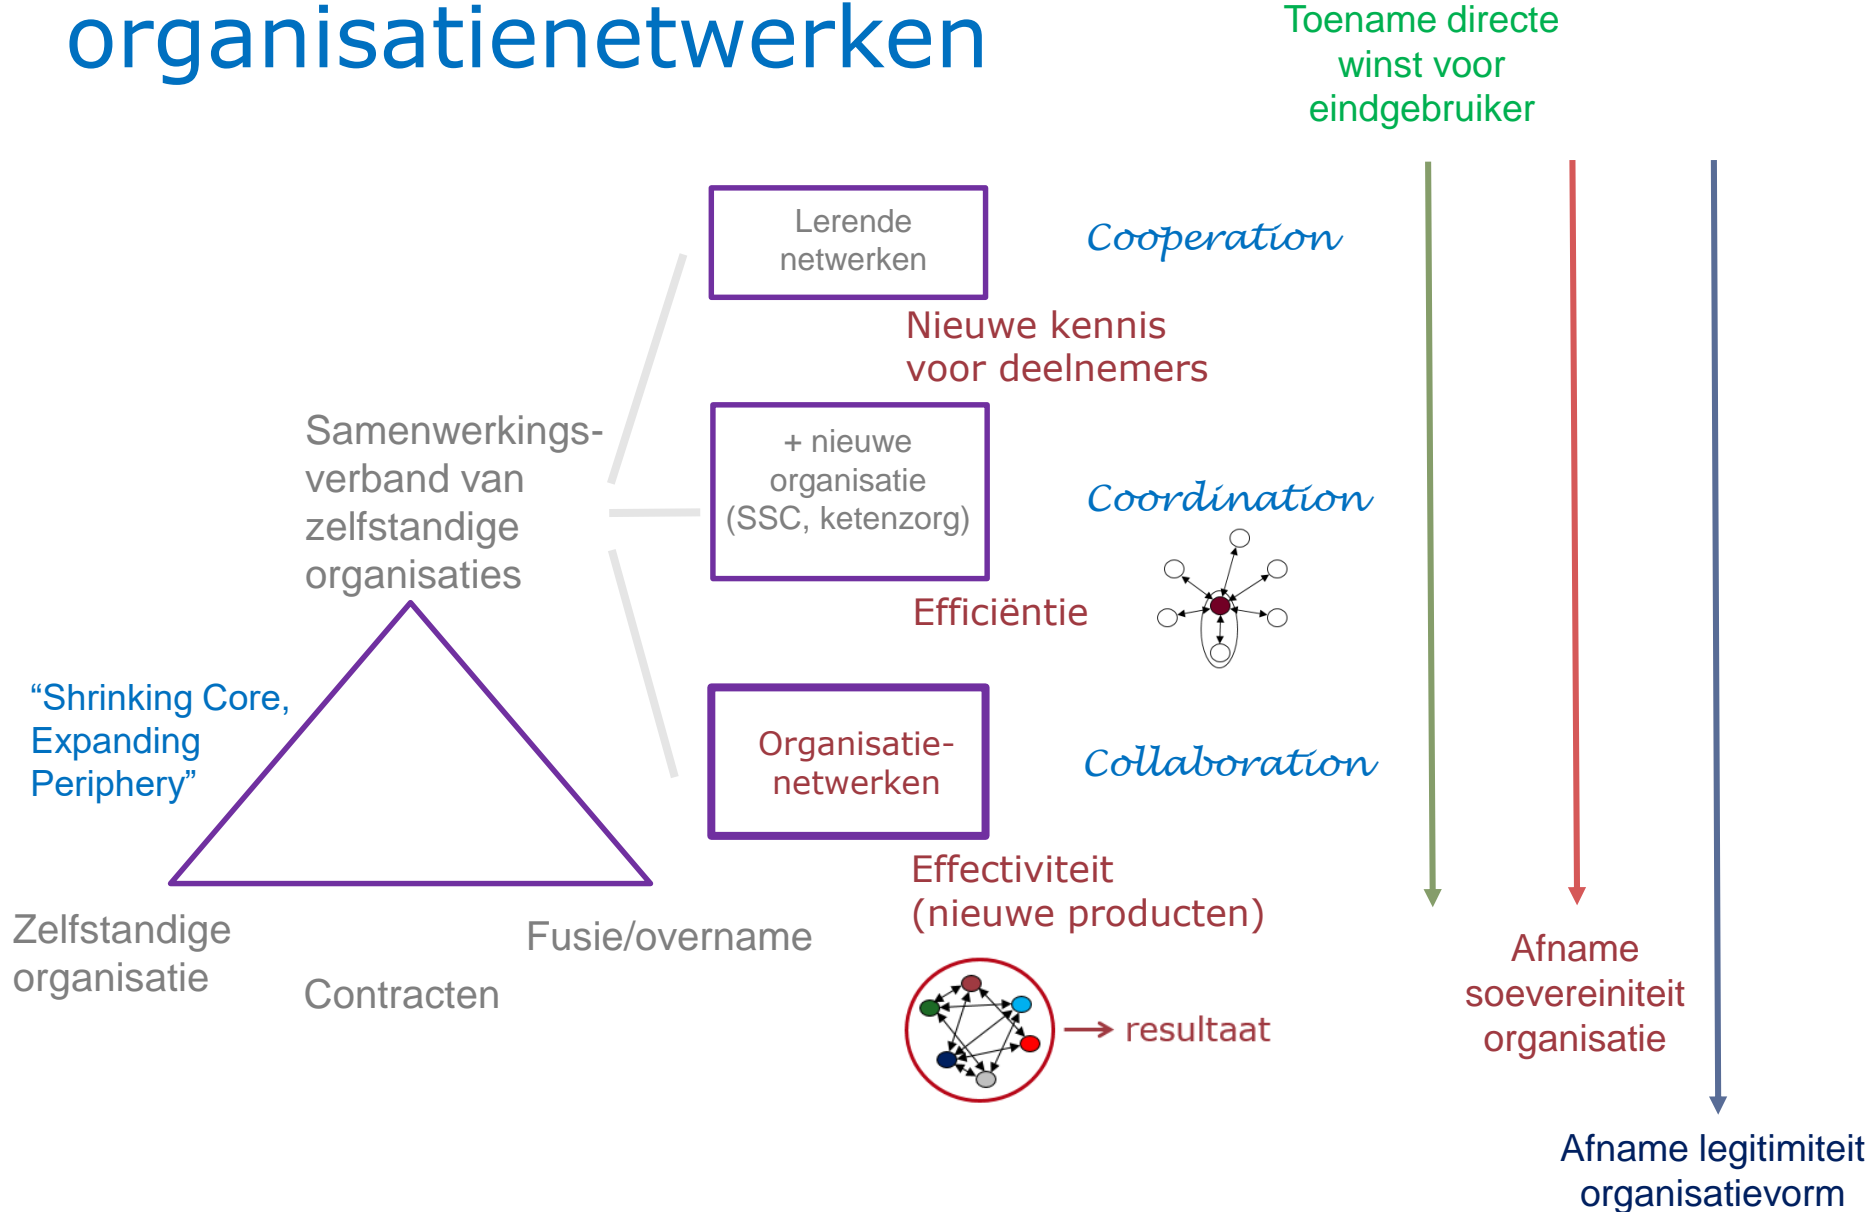 organisatienetwerken
Toename directe
winst voor
eindgebruiker
Lerende
netwerken
Cooperation
Nieuwe kennis
voor deelnemers
Samenwerkings-
verband van
zelfstandige
organisaties
+ nieuwe
organisatie
(SSC, ketenzorg)
Coordination
Efficiëntie
“Shrinking Core,
Expanding
Periphery”
Organisatie-
netwerken
Collaboration
Effectiviteit
(nieuwe producten)
Zelfstandige
organisatie
Contracten
Fusie/overname
resultaat
Afname
soevereiniteit
organisatie
Afname legitimiteit
organisatievorm